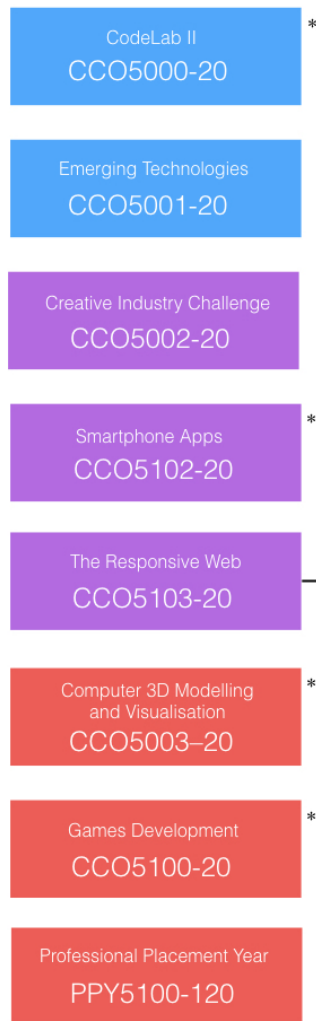 CodeLab II
*
CCO5000-20
Emerging Technologies
CCO5001-20
Creative Industry Challenge
CCO5002-20
Smartphone Apps
*
CCO5102-20
The Responsive Web
CCO5103-20
Computer 3D Modelling
*
and Visualisation
CCO5003–20
Games Development
*
CCO5100-20
Professional Placement Year
PPY5100-120